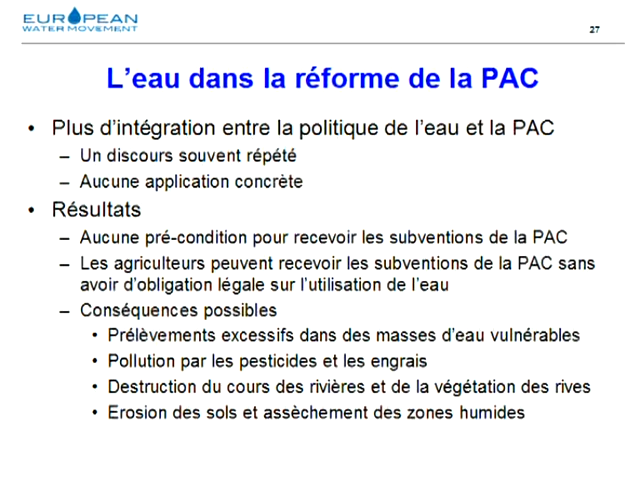 EUROPEAN
WATER MOVEMENT
27
L'eau dans la réforme de la PAC
• Plus d'intégration entre la politique de l'eau et la PAC
– Un discours souvent répété
– Aucune application concrète
• Résultats
– Aucune pré-condition pour recevoir les subventions de la PAC
– Les agriculteurs peuvent recevoir les subventions de la PAC sans
avoir d'obligation légale sur l'utilisation de l'eau
– Conséquences possibles
• Prélèvements excessifs dans des masses d'eau vulnérables
• Pollution par les pesticides et les engrais
• Destruction du cours des rivières et de la végétation des rives
• Erosion des sols et assèchement des zones humides